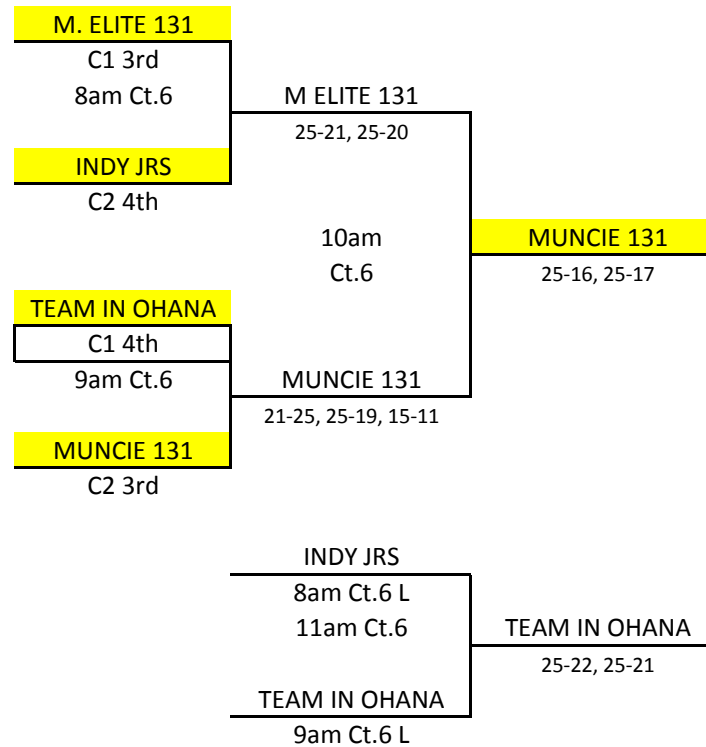 M. ELITE 131
C1 3rd
8am Ct.6
M ELITE 131
25-21, 25-20
INDY JRS
C2 4th
10am
Ct.6
MUNCIE 131
25-16, 25-17
TEAM IN OHANA
C1 4th
9am Ct.6
MUNCIE 131
21-25, 25-19, 15-11
MUNCIE 131
C2 3rd
INDY JRS
8am Ct.6 L
11am Ct.6
TEAM IN OHANA
25-22, 25-21
TEAM IN OHANA
9am Ct.6 L